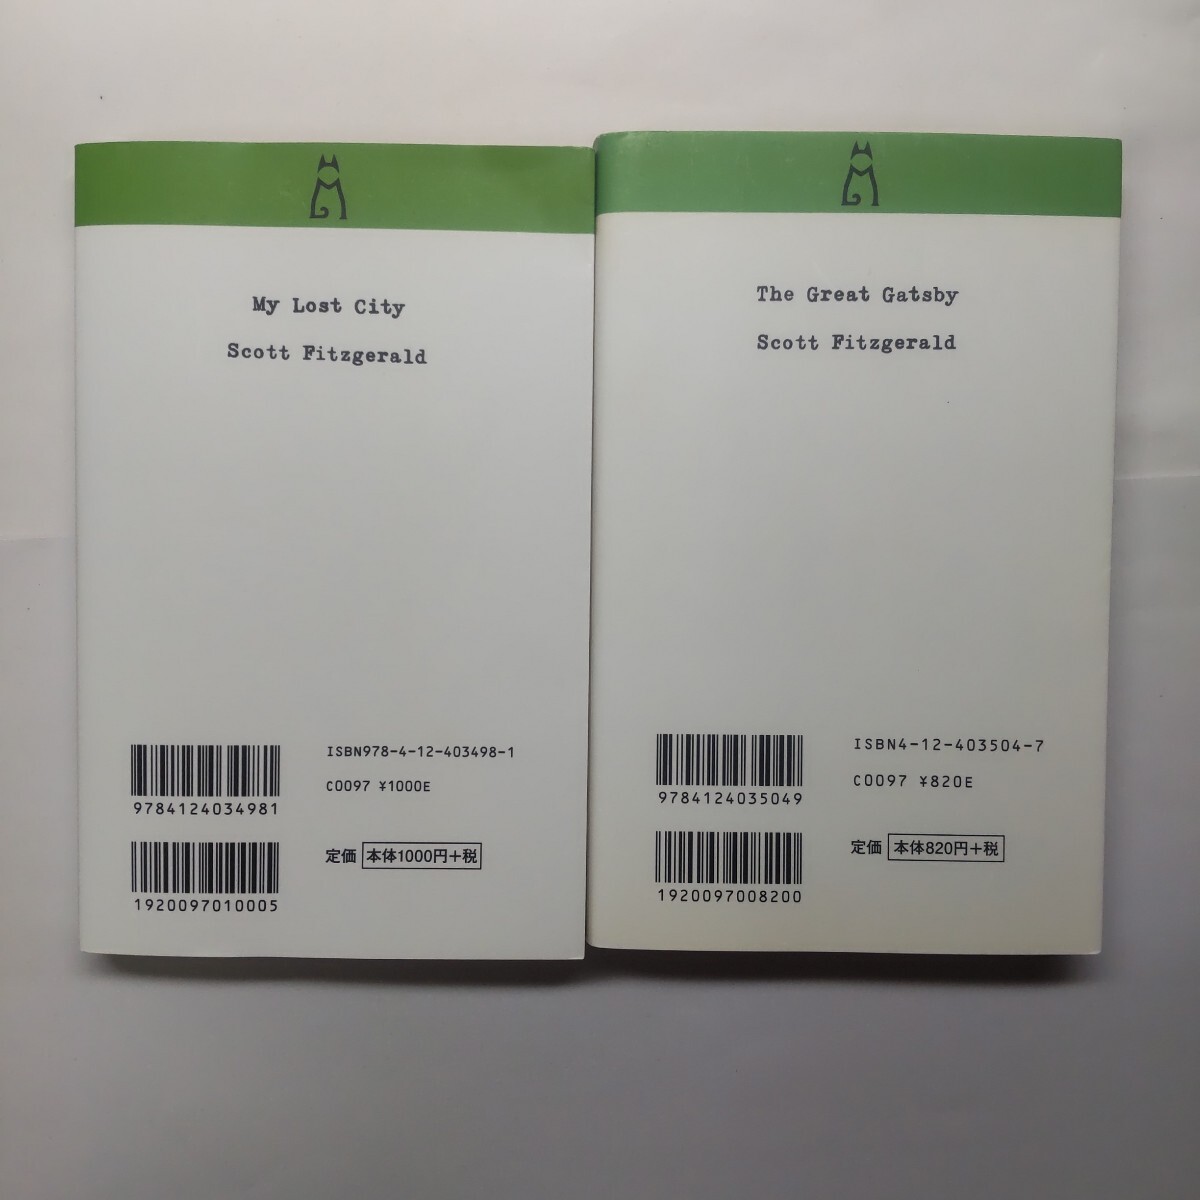 My Lost City
Scott Fitzgerald
9784124034981
1920097010005
ISBN978-4-12-403498-1
C0097 ¥1000E
定価 本体1000円+税
The Great Gatsby
Scott Fitzgerald
9784124035049
1920097008200
ISBN4-12-403504-7
C0097 ¥820E
定価 本体820円+税